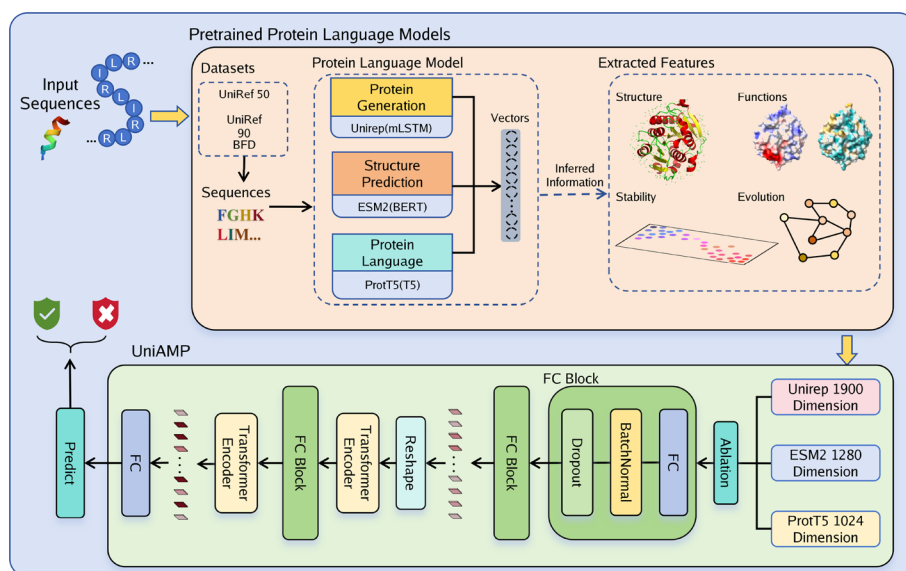 Pretrained Protein Language Models
Input
Sequences
I L R ...
R L I
... R L R
Datasets
UniRef 50
UniRef
90
BFD
Sequences
FGHK
LIM...
Protein Language Model
Protein
Generation
Unirep(mLSTM)
Structure
Prediction
ESM2(BERT)
Protein
Language
ProtT5(T5)
Vectors
Inferred
Information
Extracted Features
Structure
Functions
Stability
Evolution
UniAMP
Predict
FC
Transformer
Encoder
FC Block
Transformer
Encoder
Reshape
FC Block
FC Block
Dropout
BatchNormal
FC
Ablation
Unirep 1900
Dimension
ESM2 1280
Dimension
ProtT5 1024
Dimension